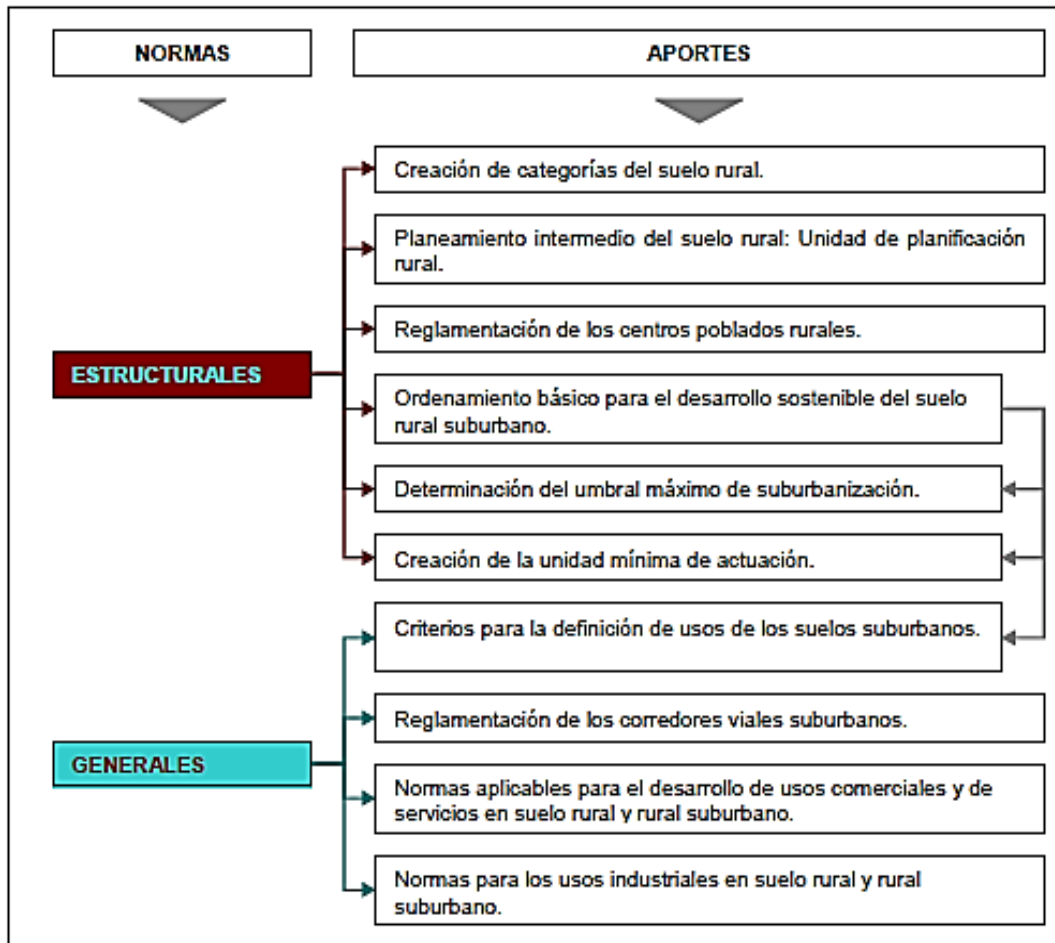 NORMAS
APORTES
Creación de categorías del suelo rural.
Planeamiento intermedio del suelo rural: Unidad de planificación
rural.
Reglamentación de los centros poblados rurales.
ESTRUCTURALES
Ordenamiento básico para el desarrollo sostenible del suelo
rural suburbano.
Determinación del umbral máximo de suburbanización.
Creación de la unidad mínima de actuación.
Criterios para la definición de usos de los suelos suburbanos.
Reglamentación de los corredores viales suburbanos.
GENERALES
Normas aplicables para el desarrollo de usos comerciales y de
servicios en suelo rural y rural suburbano.
Normas para los usos industriales en suelo rural y rural
suburbano.